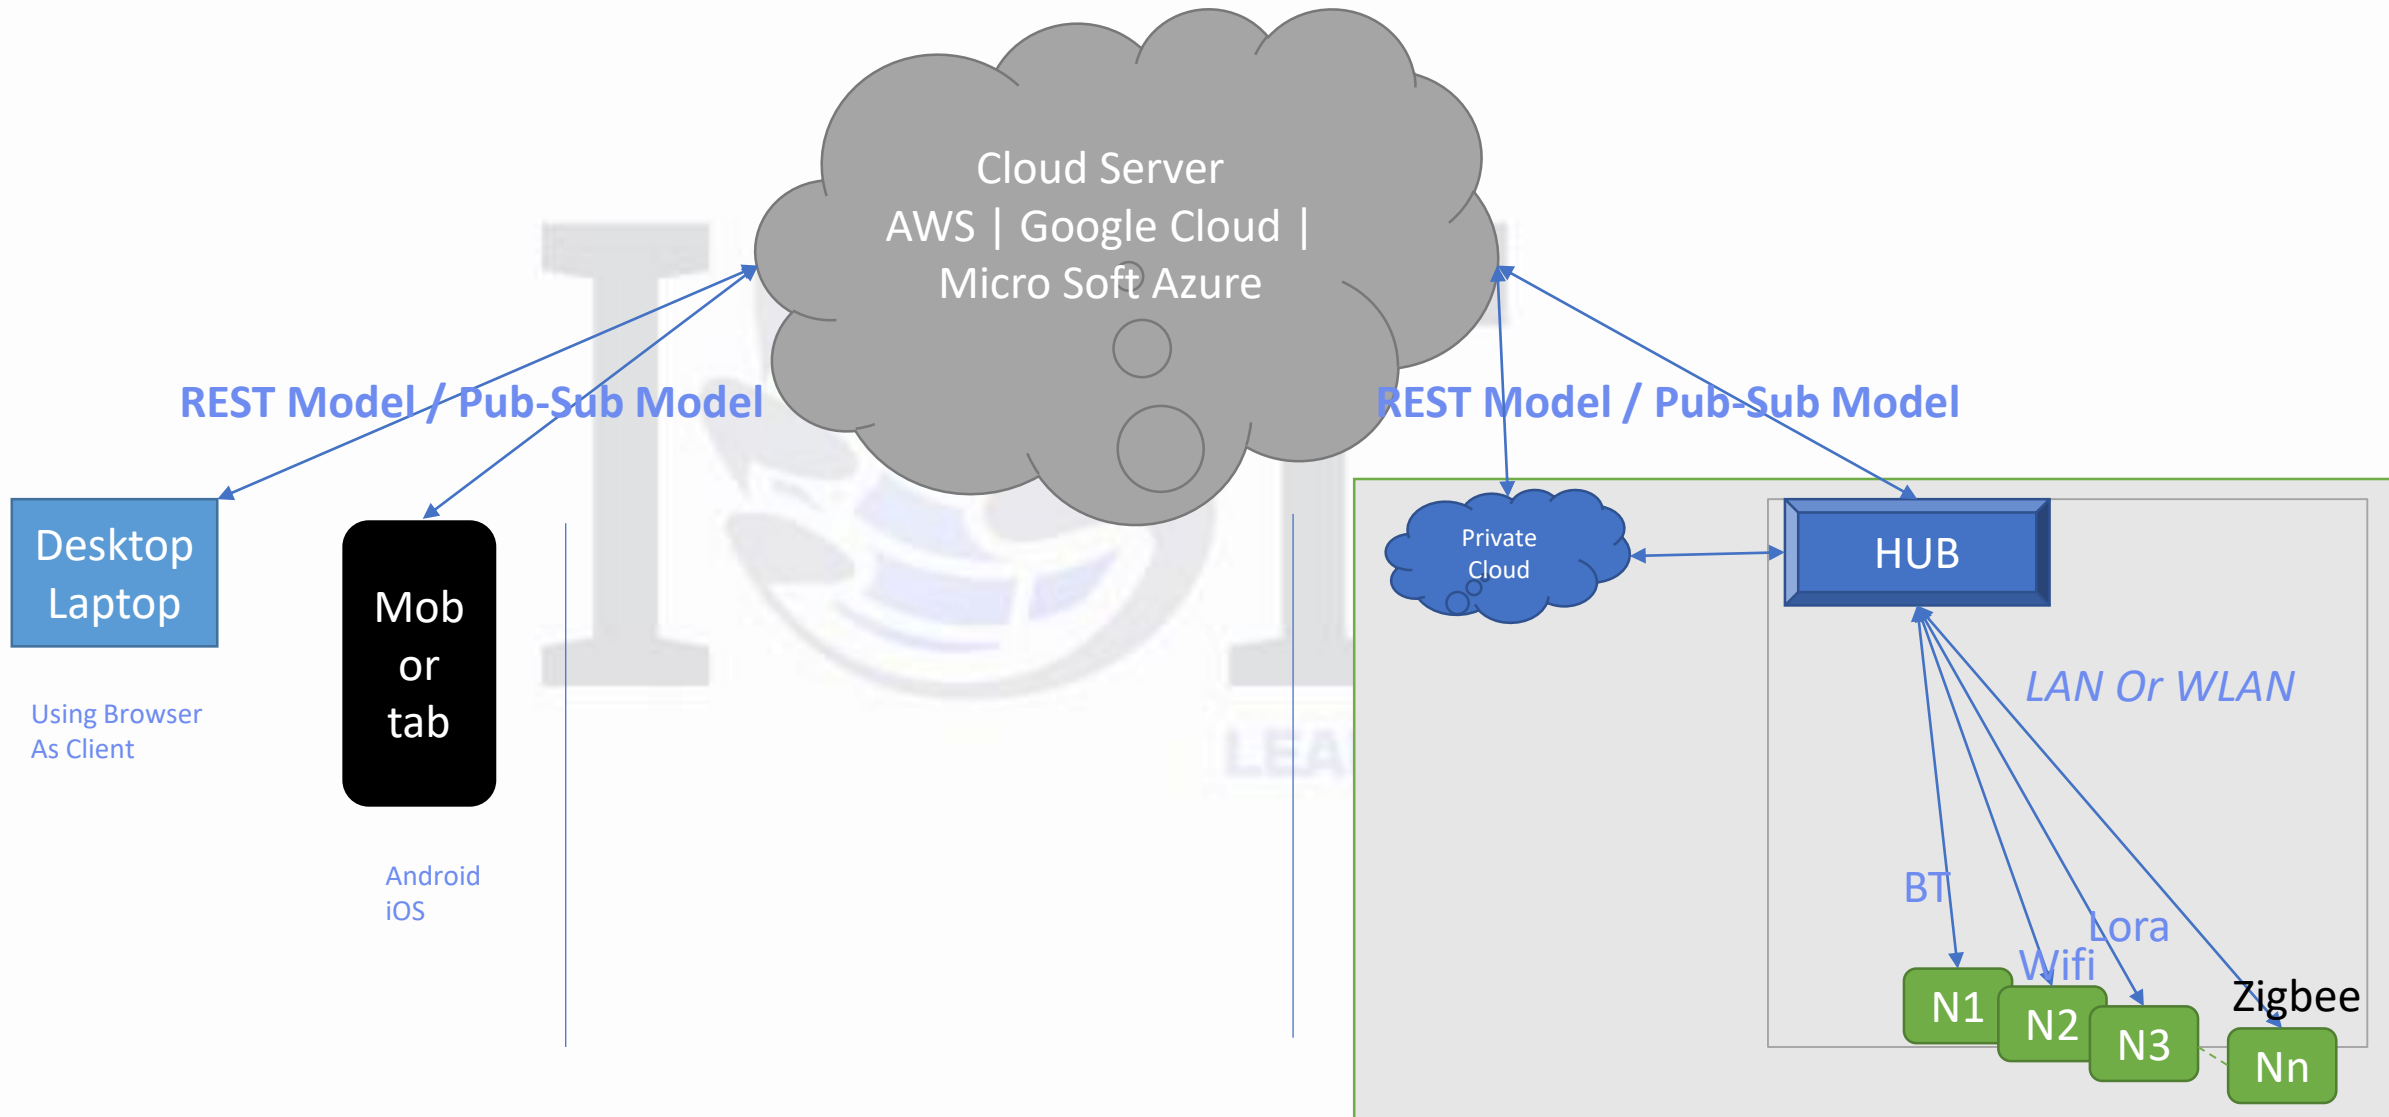 Cloud Server
AWS | Google Cloud |
Micro Soft Azure
REST Model / Pub-Sub Model
REST Model / Pub-Sub Model
Desktop
Laptop
Using Browser
As Client
Mob
or
tab
Android
iOS
Private
Cloud
HUB
LAN Or WLAN
BT
Lora
Wifi
Zigbee
N1
N2
N3
Nn